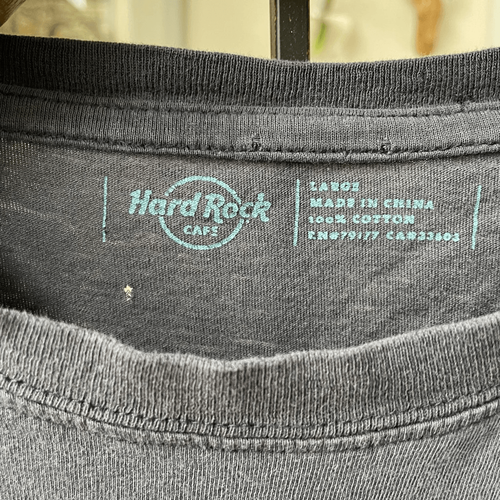 Hard Rock
CAFE
LARGE
MADE IN CHINA
100% COTTON
RN#79177 CA#33603